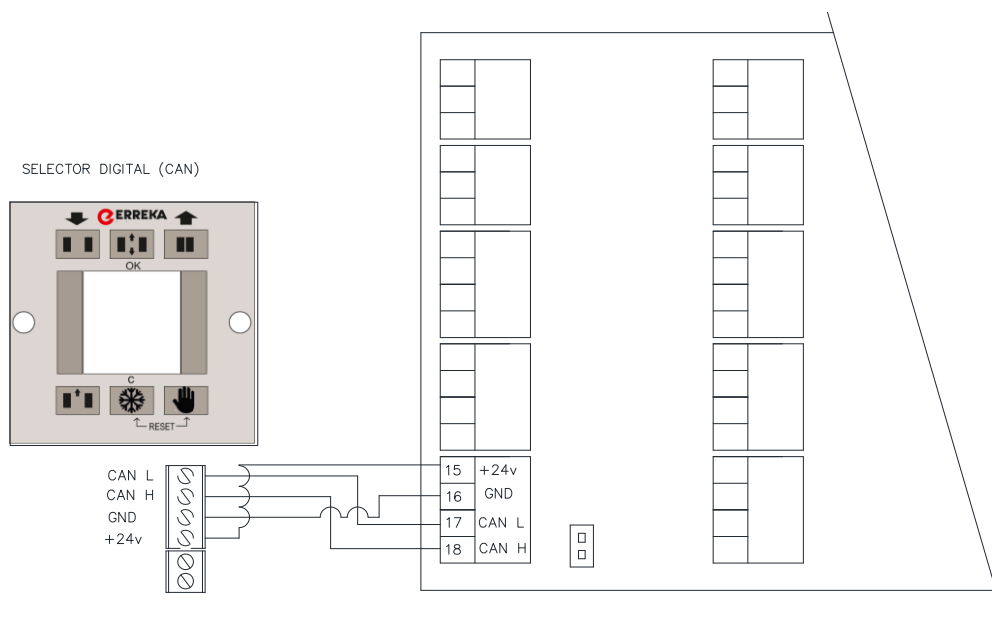 SELECTOR DIGITAL (CAN)
ERREKA
OK
C
RESET
CAN L
CAN H
GND
+24v
15 +24v
16 GND
17 CAN L
18 CAN H